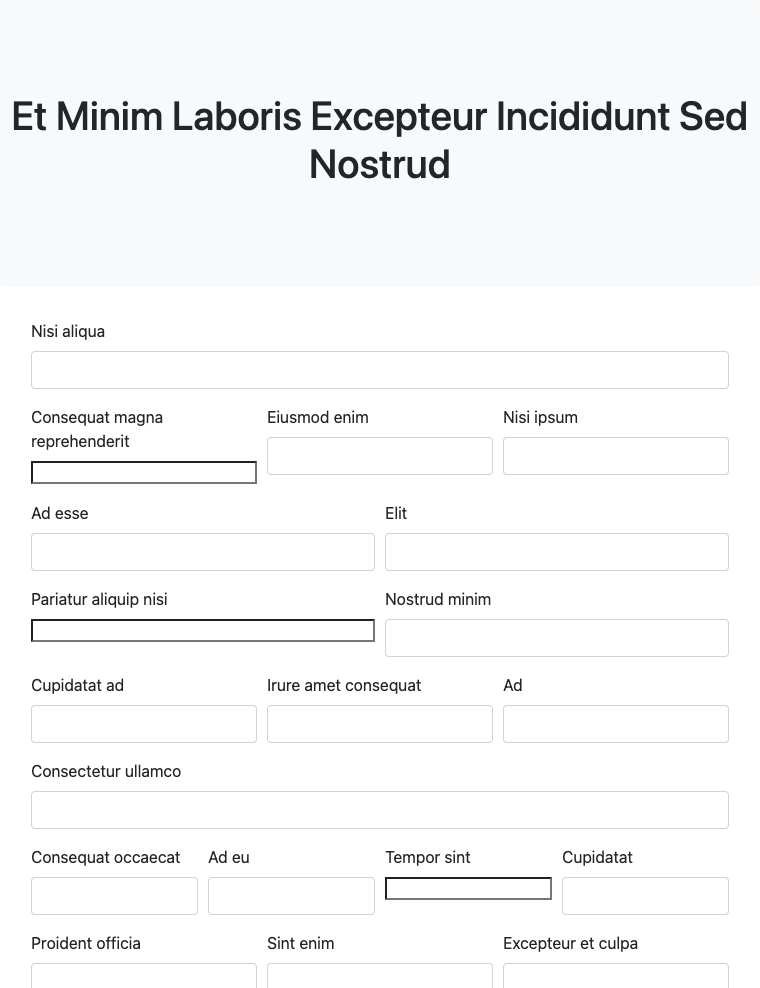 Et Minim Laboris Excepteur Incididunt Sed
Nostrud
Nisi aliqua
Consequat magna
reprehenderit
Eiusmod enim
Nisi ipsum
Ad esse
Elit
Pariatur aliquip nisi
Nostrud minim
Cupidatat ad
Irure amet consequat
Ad
Consectetur ullamco
Consequat occaecat
Ad eu
Tempor sint
Cupidatat
Proident officia
Sint enim
Excepteur et culpa